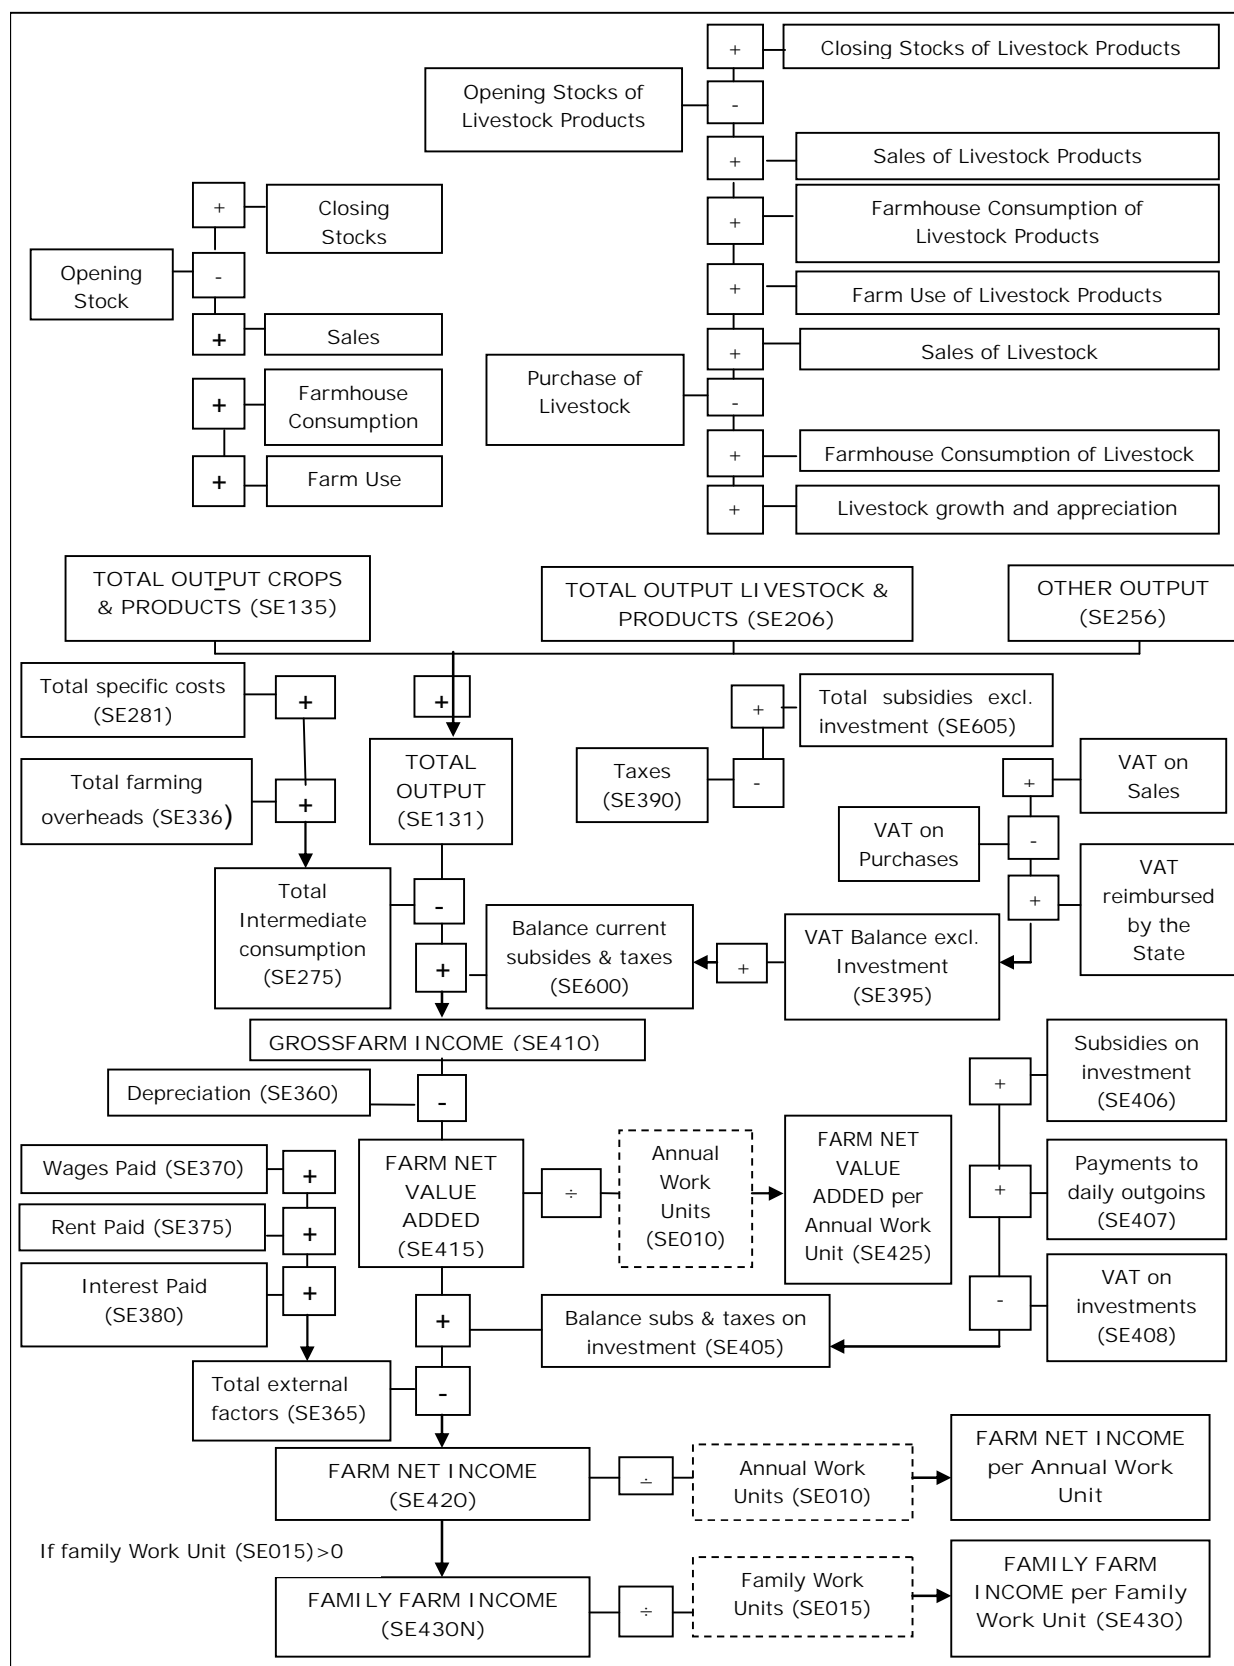 +
Closing Stocks of Livestock Products
Opening Stocks of
Livestock Products
-
+
Sales of Livestock Products
+
Farmhouse Consumption of
Livestock Products
+
Farm Use of Livestock Products
+
Sales of Livestock
Purchase of
Livestock
-
+
Farmhouse Consumption of Livestock
+
Livestock growth and appreciation
+
Closing
Stocks
Opening
Stock
-
+
Sales
+
Farmhouse
Consumption
+
Farm Use
TOTAL OUTPUT CROPS
& PRODUCTS (SE135)
TOTAL OUTPUT LIVESTOCK &
PRODUCTS (SE206)
OTHER OUTPUT
(SE256)
Total specific costs
(SE281)
+
+
+
Total subsidies excl.
investment (SE605)
Total farming
overheads (SE336)
+
TOTAL
OUTPUT
(SE131)
Taxes
(SE390)
-
+
VAT on
Sales
VAT on
Purchases
-
+
VAT
reimbursed
by the
State
Total
Intermediate
consumption
(SE275)
-
+
Balance current
subsides & taxes
(SE600)
+
VAT Balance excl.
Investment
(SE395)
GROSSFARM INCOME (SE410)
Depreciation (SE360)
-
+
Subsidies on
investment
(SE406)
Wages Paid (SE370)
+
FARM NET
VALUE
ADDED
(SE415)
÷
Annual
Work
Units
(SE010)
FARM NET
VALUE
ADDED per
Annual Work
Unit (SE425)
+
Payments to
daily outgoins
(SE407)
Rent Paid (SE375)
+
Interest Paid
(SE380)
+
+
Balance subs & taxes on
investment (SE405)
-
VAT on
investments
(SE408)
Total external
factors (SE365)
-
FARM NET INCOME
(SE420)
÷
Annual Work
Units (SE010)
FARM NET INCOME
per Annual Work
Unit
If family Work Unit (SE015)>0
FAMILY FARM INCOME
(SE430N)
÷
Family Work
Units (SE015)
FAMILY FARM
INCOME per Family
Work Unit (SE430)